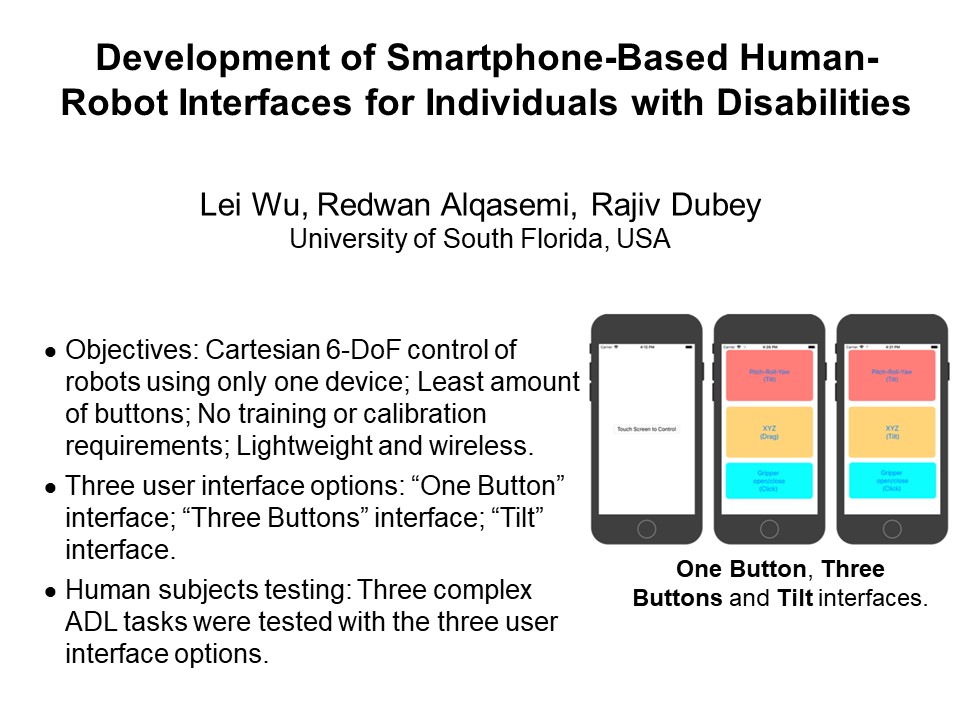 Development of Smartphone-Based Human-
Robot Interfaces for Individuals with Disabilities
Lei Wu, Redwan Alqasemi, Rajiv Dubey
University of South Florida, USA
• Objectives: Cartesian 6-DoF control of
robots using only one device; Least amount
of buttons; No training or calibration
requirements; Lightweight and wireless.
• Three user interface options: “One Button”
interface; “Three Buttons” interface; “Tilt”
interface.
• Human subjects testing: Three complex
ADL tasks were tested with the three user
interface options.
Carrier 4:12 PM
Touch Screen to Control
Carrier 4:20 PM
Pitch-Roll-Yaw
(Tilt)
XYZ
(Drag)
Gripper
open/close
(Click)
Carrier 4:21 PM
Pitch-Roll-Yaw
(Tilt)
XYZ
(Tilt)
Gripper
open/close
(Click)
One Button, Three
Buttons and Tilt interfaces.